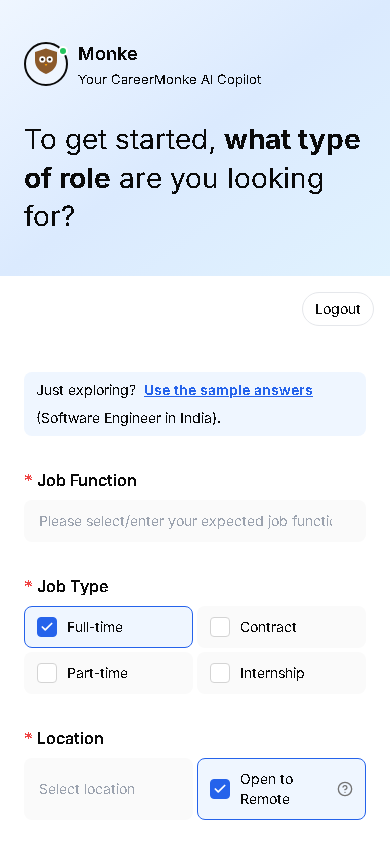 Monke
Your CareerMonke AI Copilot
To get started, what type
of role are you looking
for?
Logout
Just exploring? Use the sample answers
(Software Engineer in India).
* Job Function
Please select/enter your expected job functi
* Job Type
Full-time
Contract
Part-time
Internship
* Location
Select location
Open to
Remote